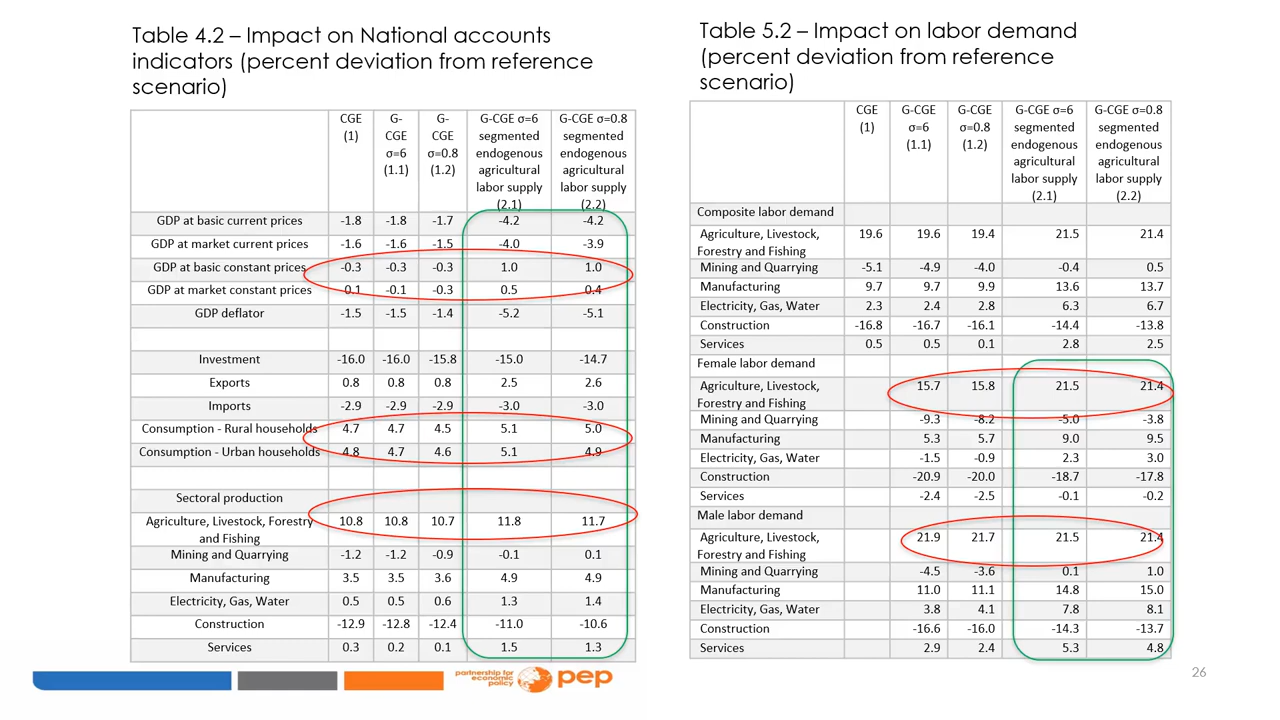 Table 4.2 – Impact on National accounts
indicators (percent deviation from reference
scenario)
CGE (1) G-CGE σ=6 (1.1) G-CGE σ=0.8 (1.2) G-CGE σ=6 segmented endogenous agricultural labor supply (2.1) G-CGE σ=0.8 segmented endogenous agricultural labor supply (2.2)
GDP at basic current prices -1.8 -1.8 -1.7 -4.2 -4.2
GDP at market current prices -1.6 -1.6 -1.5 -4.0 -3.9
GDP at basic constant prices -0.3 -0.3 -0.3 1.0 1.0
GDP at market constant prices -0.1 -0.1 -0.3 0.5 0.4
GDP deflator -1.5 -1.5 -1.4 -5.2 -5.1
Investment -16.0 -16.0 -15.8 -15.0 -14.7
Exports 0.8 0.8 0.8 2.5 2.6
Imports -2.9 -2.9 -2.9 -3.0 -3.0
Consumption - Rural households 4.7 4.7 4.5 5.1 5.0
Consumption - Urban households 4.8 4.7 4.6 5.1 4.9
Sectoral production
Agriculture, Livestock, Forestry and Fishing 10.8 10.8 10.7 11.8 11.7
Mining and Quarrying -1.2 -1.2 -0.9 -0.1 0.1
Manufacturing 3.5 3.5 3.6 4.9 4.9
Electricity, Gas, Water 0.5 0.5 0.6 1.3 1.4
Construction -12.9 -12.8 -12.4 -11.0 -10.6
Services 0.3 0.2 0.1 1.5 1.3
Table 5.2 – Impact on labor demand
(percent deviation from reference
scenario)
CGE (1) G-CGE σ=6 (1.1) G-CGE σ=0.8 (1.2) G-CGE σ=6 segmented endogenous agricultural labor supply (2.1) G-CGE σ=0.8 segmented endogenous agricultural labor supply (2.2)
Composite labor demand
Agriculture, Livestock, Forestry and Fishing 19.6 19.6 19.4 21.5 21.4
Mining and Quarrying -5.1 -4.9 -4.0 -0.4 0.5
Manufacturing 9.7 9.7 9.9 13.6 13.7
Electricity, Gas, Water 2.3 2.4 2.8 6.3 6.7
Construction -16.8 -16.7 -16.1 -14.4 -13.8
Services 0.5 0.5 0.1 2.8 2.5
Female labor demand
Agriculture, Livestock, Forestry and Fishing 15.7 15.8 21.5 21.4
Mining and Quarrying -9.3 -8.2 -5.0 -3.8
Manufacturing 5.3 5.7 9.0 9.5
Electricity, Gas, Water -1.5 -0.9 2.3 3.0
Construction -20.9 -20.0 -18.7 -17.8
Services -2.4 -2.5 -0.1 -0.2
Male labor demand
Agriculture, Livestock, Forestry and Fishing 21.9 21.7 21.5 21.4
Mining and Quarrying -4.5 -3.6 0.1 1.0
Manufacturing 11.0 11.1 14.8 15.0
Electricity, Gas, Water 3.8 4.1 7.8 8.1
Construction -16.6 -16.0 -14.3 -13.7
Services 2.9 2.4 5.3 4.8
partnership for
economic
policy
pep
26